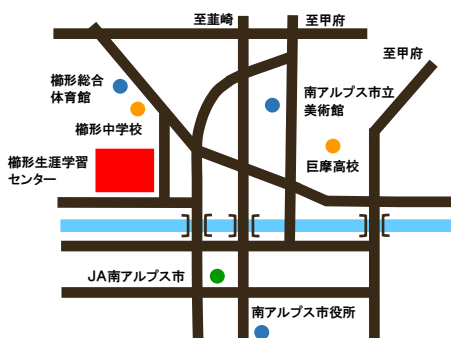 至韮崎
至甲府
至甲府
櫛形総合
体育館
南アルプス市立
美術館
櫛形中学校
櫛形生涯学習
センター
巨摩高校
JA南アルプス市
南アルプス市役所